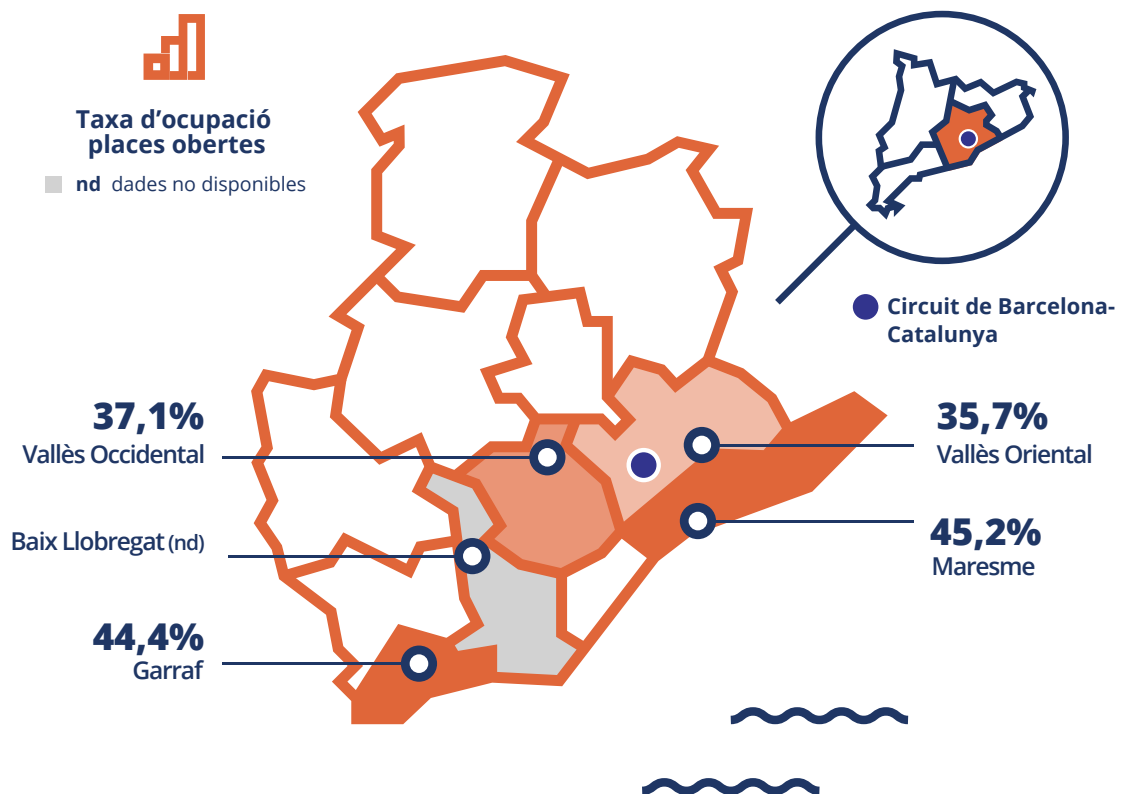 Taxa d’ocupació
places obertes
nd dades no disponibles
Circuit de Barcelona-
Catalunya
37,1%
Vallès Occidental
35,7%
Vallès Oriental
Baix Llobregat (nd)
45,2%
Maresme
44,4%
Garraf